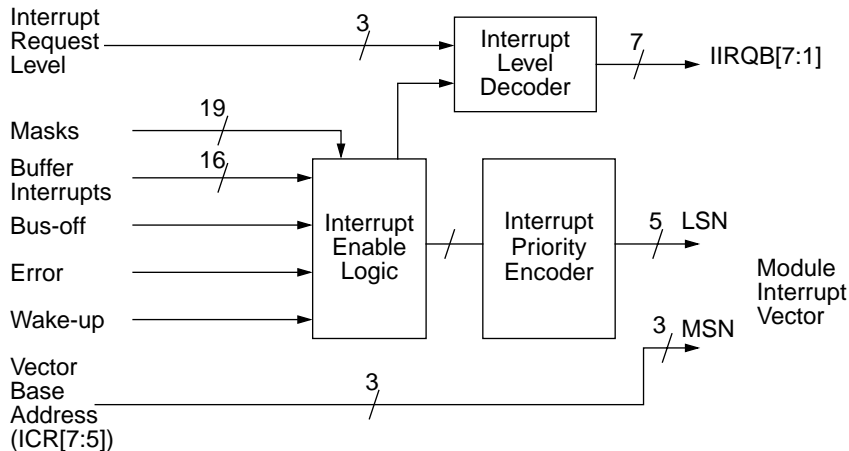 Interrupt
Request
Level
3
Interrupt
Level
Decoder
7
IIRQB[7:1]
Masks
19
Buffer
Interrupts
16
Bus-off
Error
Wake-up
Interrupt
Enable
Logic
Interrupt
Priority
Encoder
5
LSN
Module
Interrupt
Vector
3
MSN
Vector
Base
Address
(ICR[7:5])
3